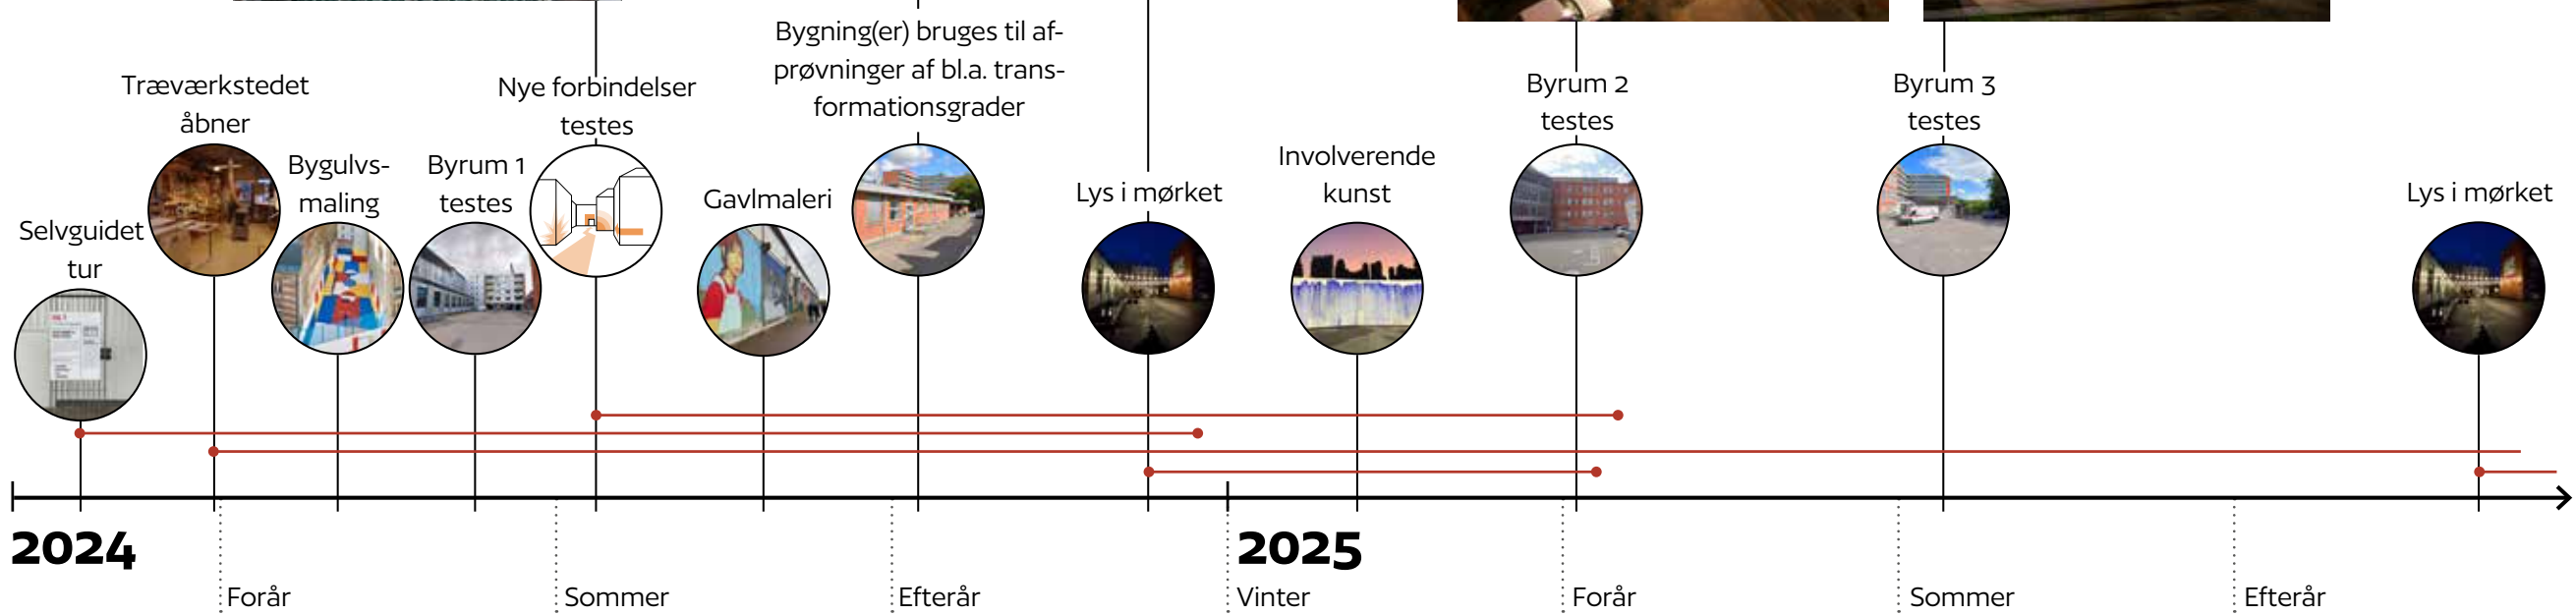 Selvguidet
tur
Træværkstedet
åbner
Bygulvs-
maling
Byrum 1
testes
Nye forbindelser
testes
Gavlmaleri
Bygning(er) bruges til af-
prøvninger af bl.a. trans-
formationsgrader
Lys i mørket
Involverende
kunst
Byrum 2
testes
Byrum 3
testes
Lys i mørket
2024
2025
Forår
Sommer
Efterår
Vinter
Forår
Sommer
Efterår